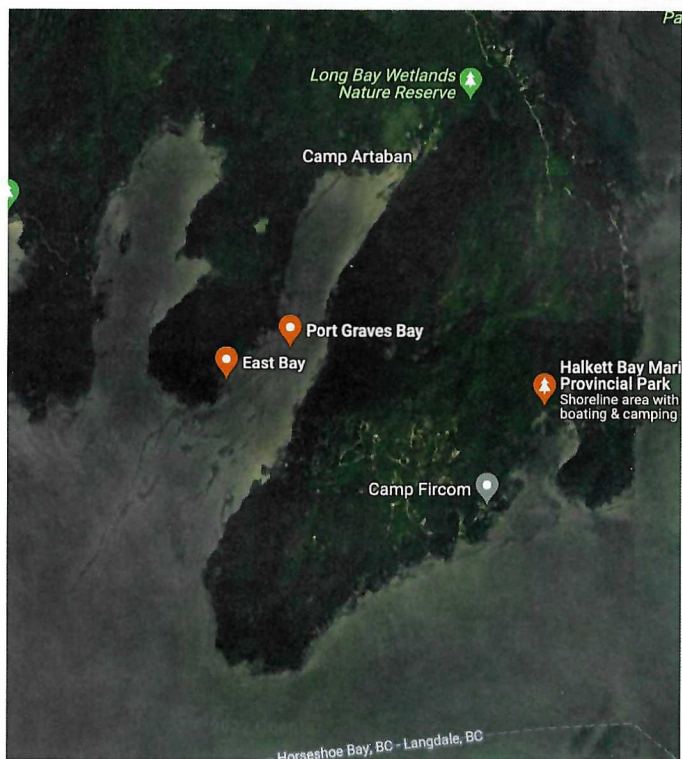 Pa
Long Bay Wetlands
Nature Reserve
Camp Artaban
Port Graves Bay
East Bay
Halkett Bay Mari
Provincial Park
Shoreline area with
boating & camping
Camp Fircom
Horseshoe Bay, BC - Langdale, BC